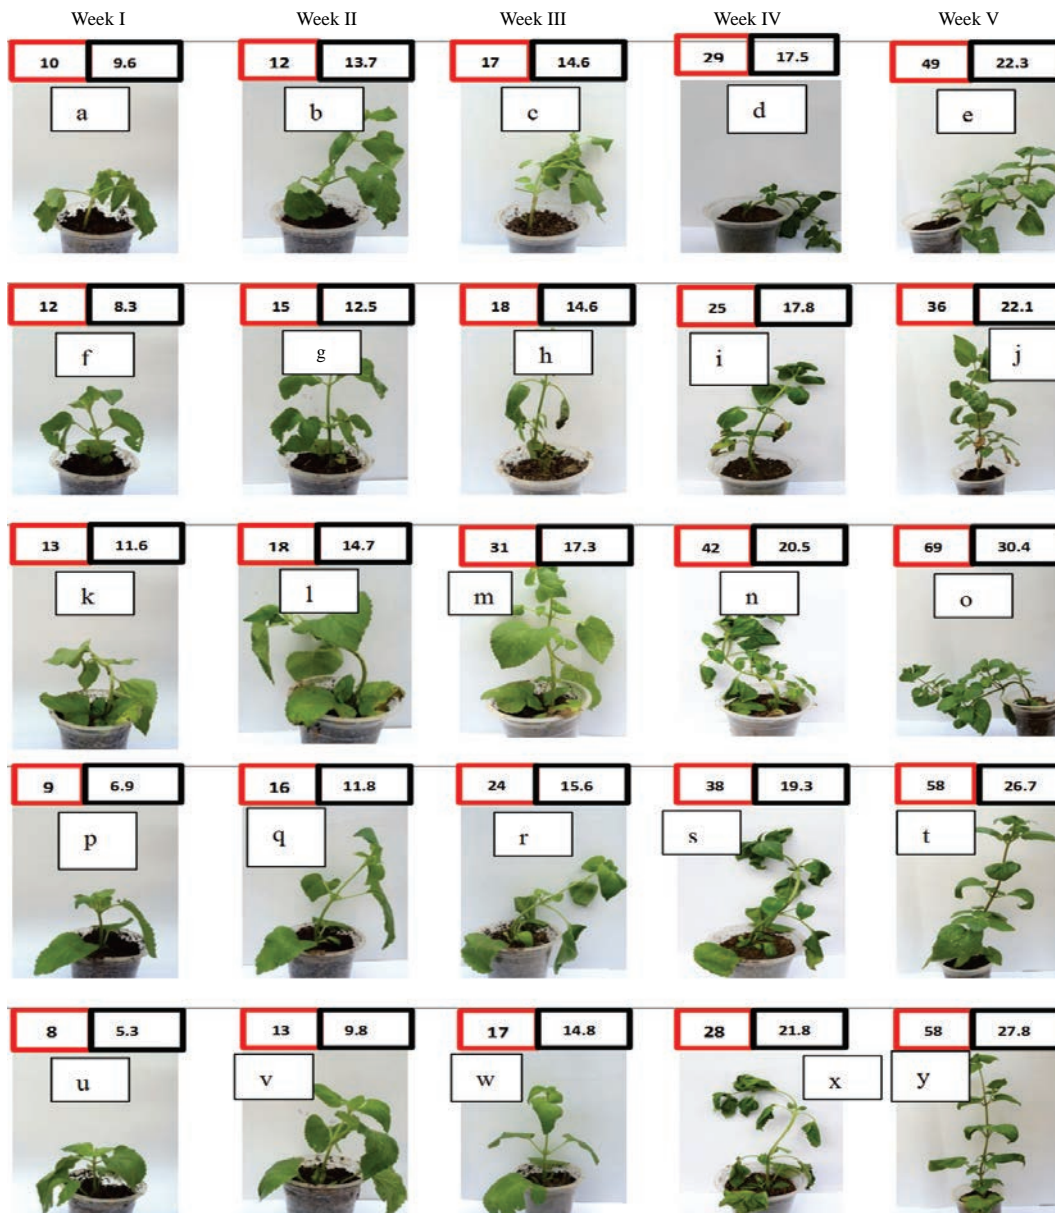 Week I Week II Week III Week IV Week V
10 9.6 12 13.7 17 14.6 29 17.5 49 22.3
a b c d e
12 8.3 15 12.5 18 14.6 25 17.8 36 22.1
f g h i j
13 11.6 18 14.7 31 17.3 42 20.5 69 30.4
k l m n o
9 6.9 16 11.8 24 15.6 38 19.3 58 26.7
p q r s t
8 5.3 13 9.8 17 14.8 28 21.8 58 27.8
u v w x y